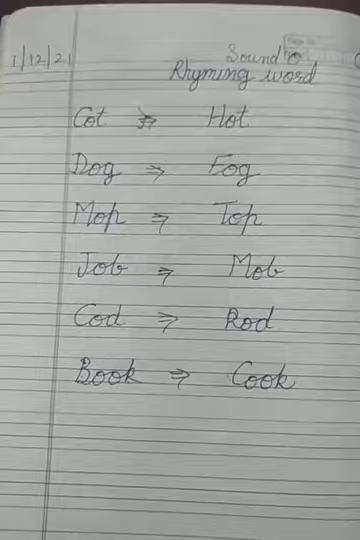 1/12/21
Sound o
Rhyming word
Cot ⇒ Hot
Dog ⇒ Fog
Mop ⇒ Top
Job ⇒ Mob
Cod ⇒ Rod
Book ⇒ Cook